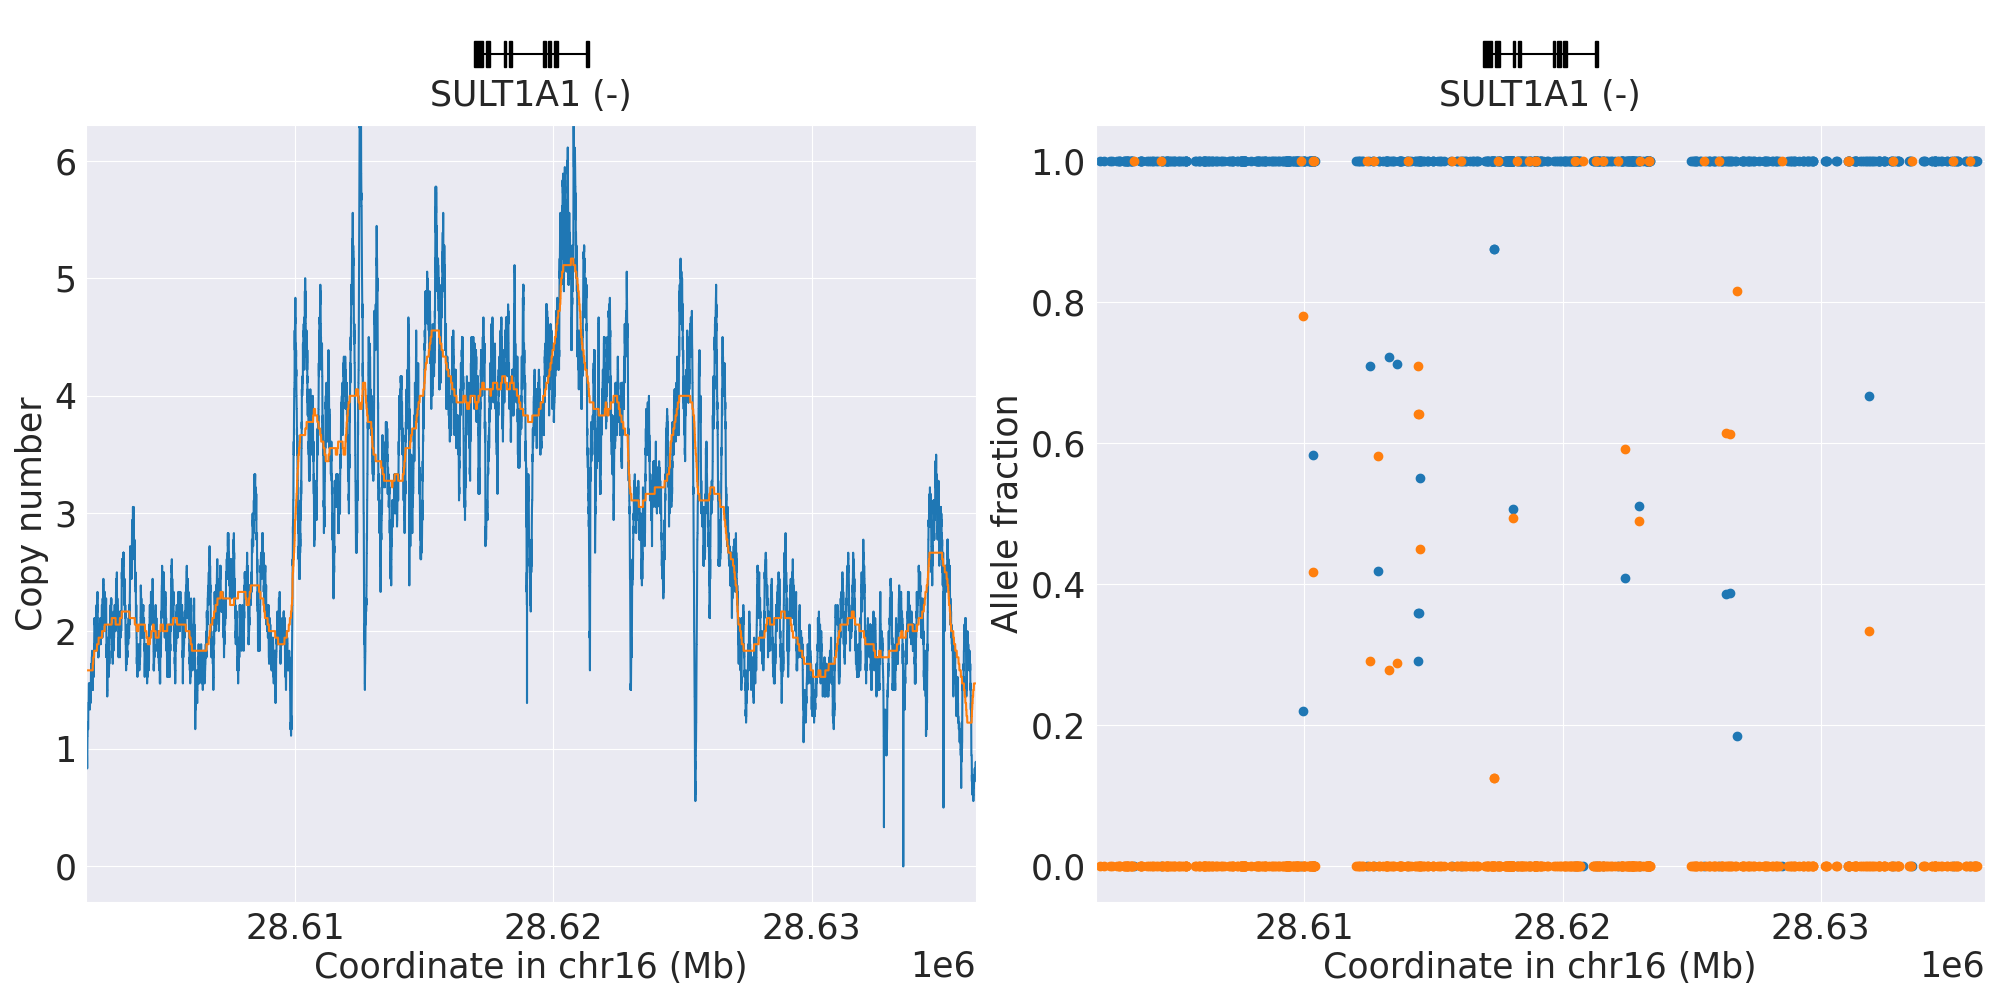 SULT1A1 (-)
6
5
4
3
2
1
0
Copy number
28.61
28.62
28.63
Coordinate in chr16 (Mb)
1e6
SULT1A1 (-)
1.0
0.8
0.6
0.4
0.2
0.0
Allele fraction
28.61
28.62
28.63
Coordinate in chr16 (Mb)
1e6